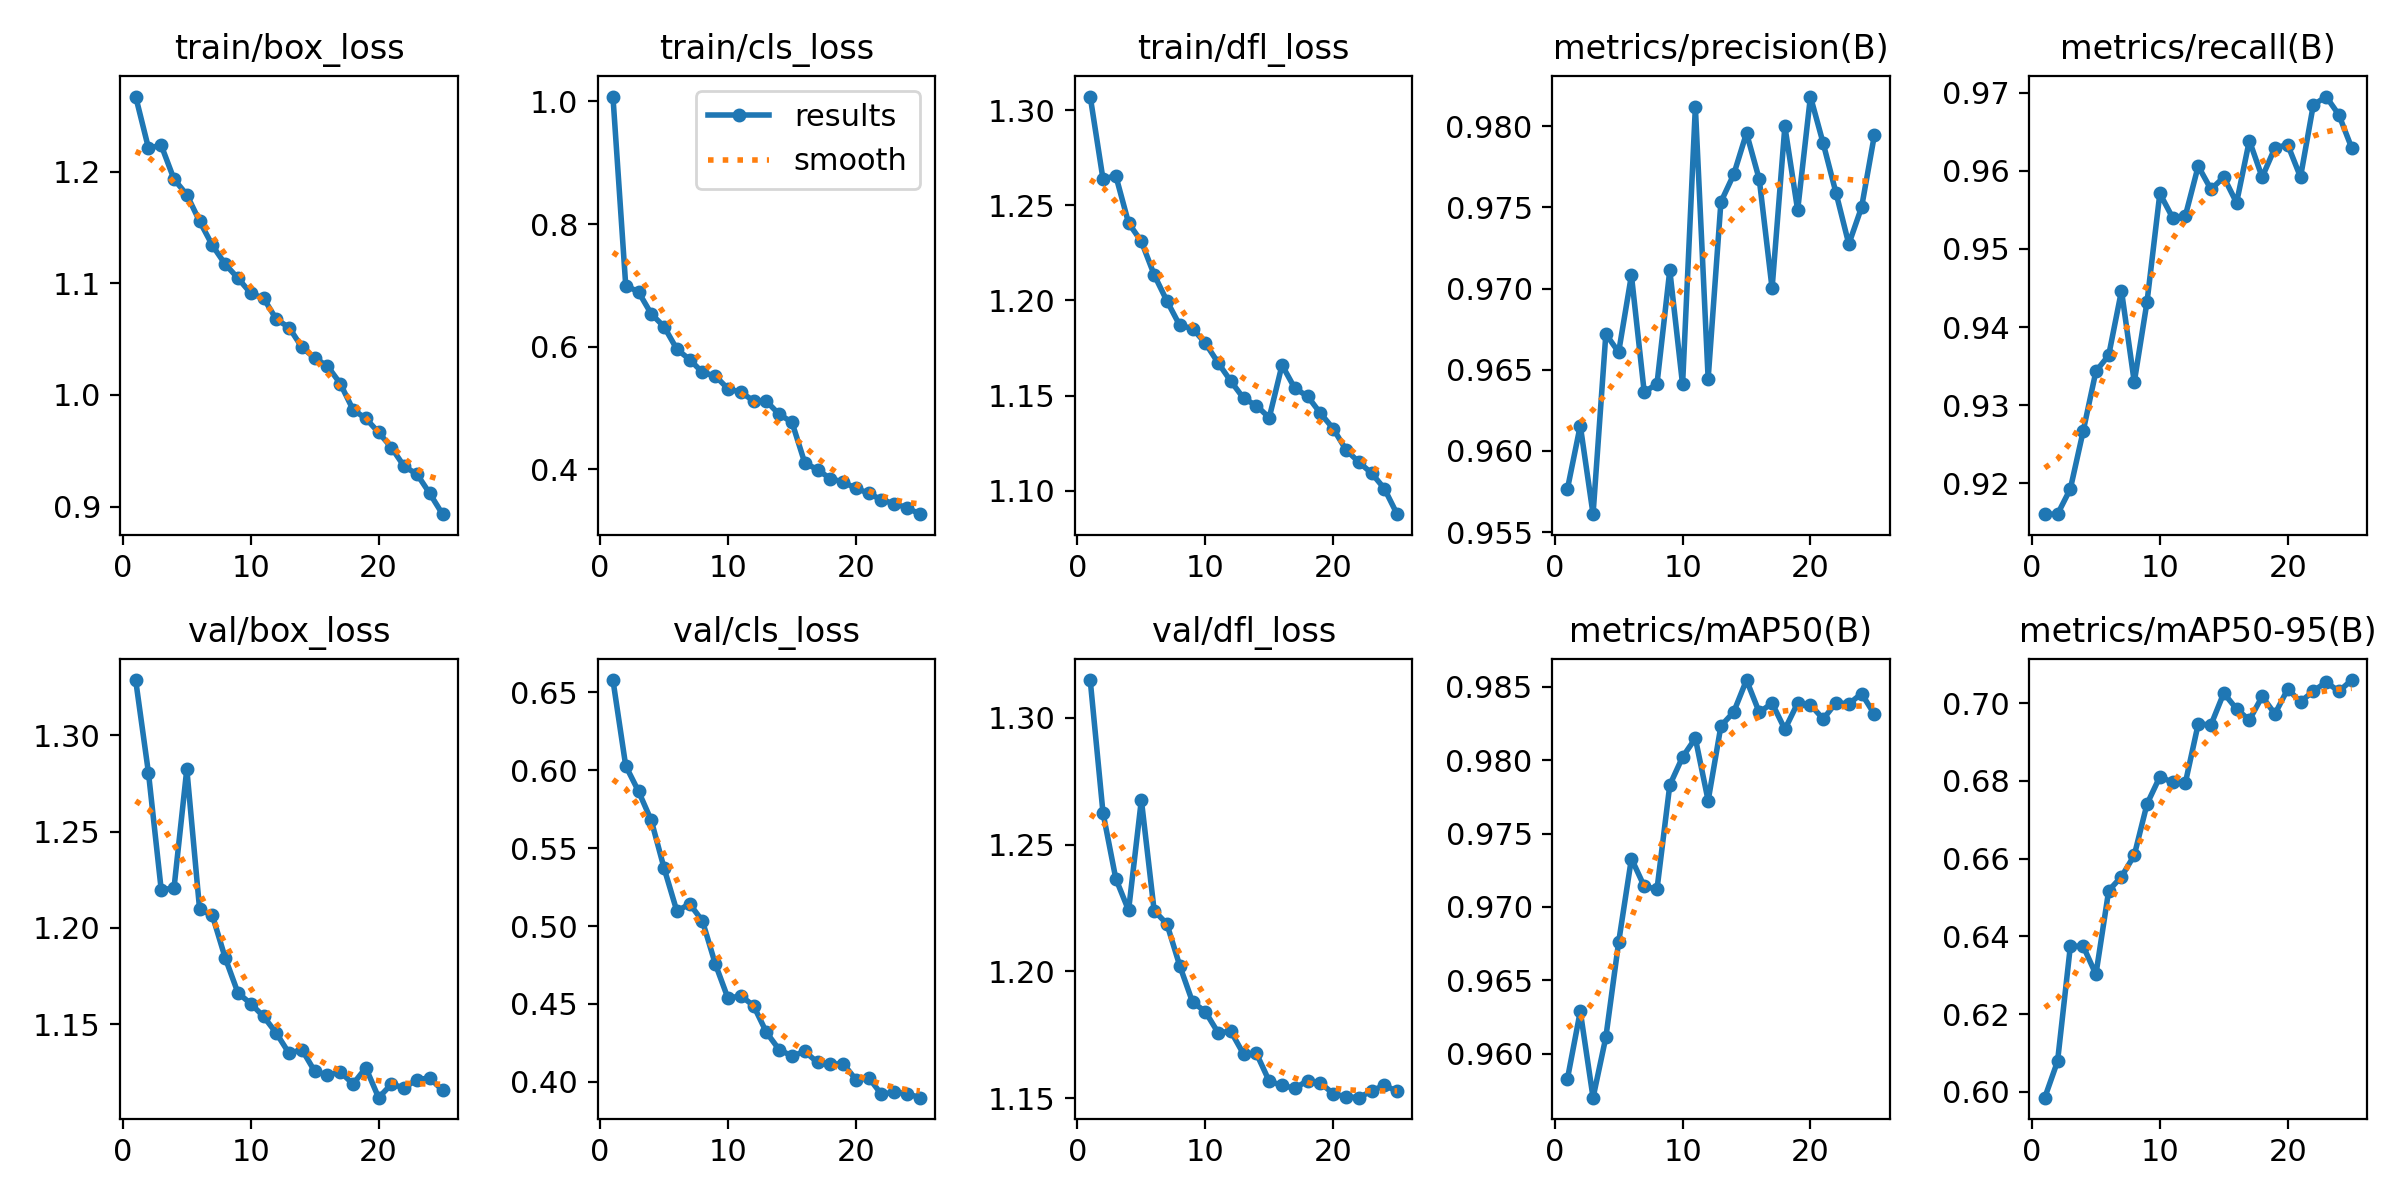 train/box_loss
1.2
1.1
1.0
0.9
0 10 20
train/cls_loss
results
smooth
1.0
0.8
0.6
0.4
0 10 20
train/dfl_loss
1.30
1.25
1.20
1.15
1.10
0 10 20
metrics/precision(B)
0.980
0.975
0.970
0.965
0.960
0.955
0 10 20
metrics/recall(B)
0.97
0.96
0.95
0.94
0.93
0.92
0 10 20
val/box_loss
1.30
1.25
1.20
1.15
0 10 20
val/cls_loss
0.65
0.60
0.55
0.50
0.45
0.40
0 10 20
val/dfl_loss
1.30
1.25
1.20
1.15
0 10 20
metrics/mAP50(B)
0.985
0.980
0.975
0.970
0.965
0.960
0 10 20
metrics/mAP50-95(B)
0.70
0.68
0.66
0.64
0.62
0.60
0 10 20